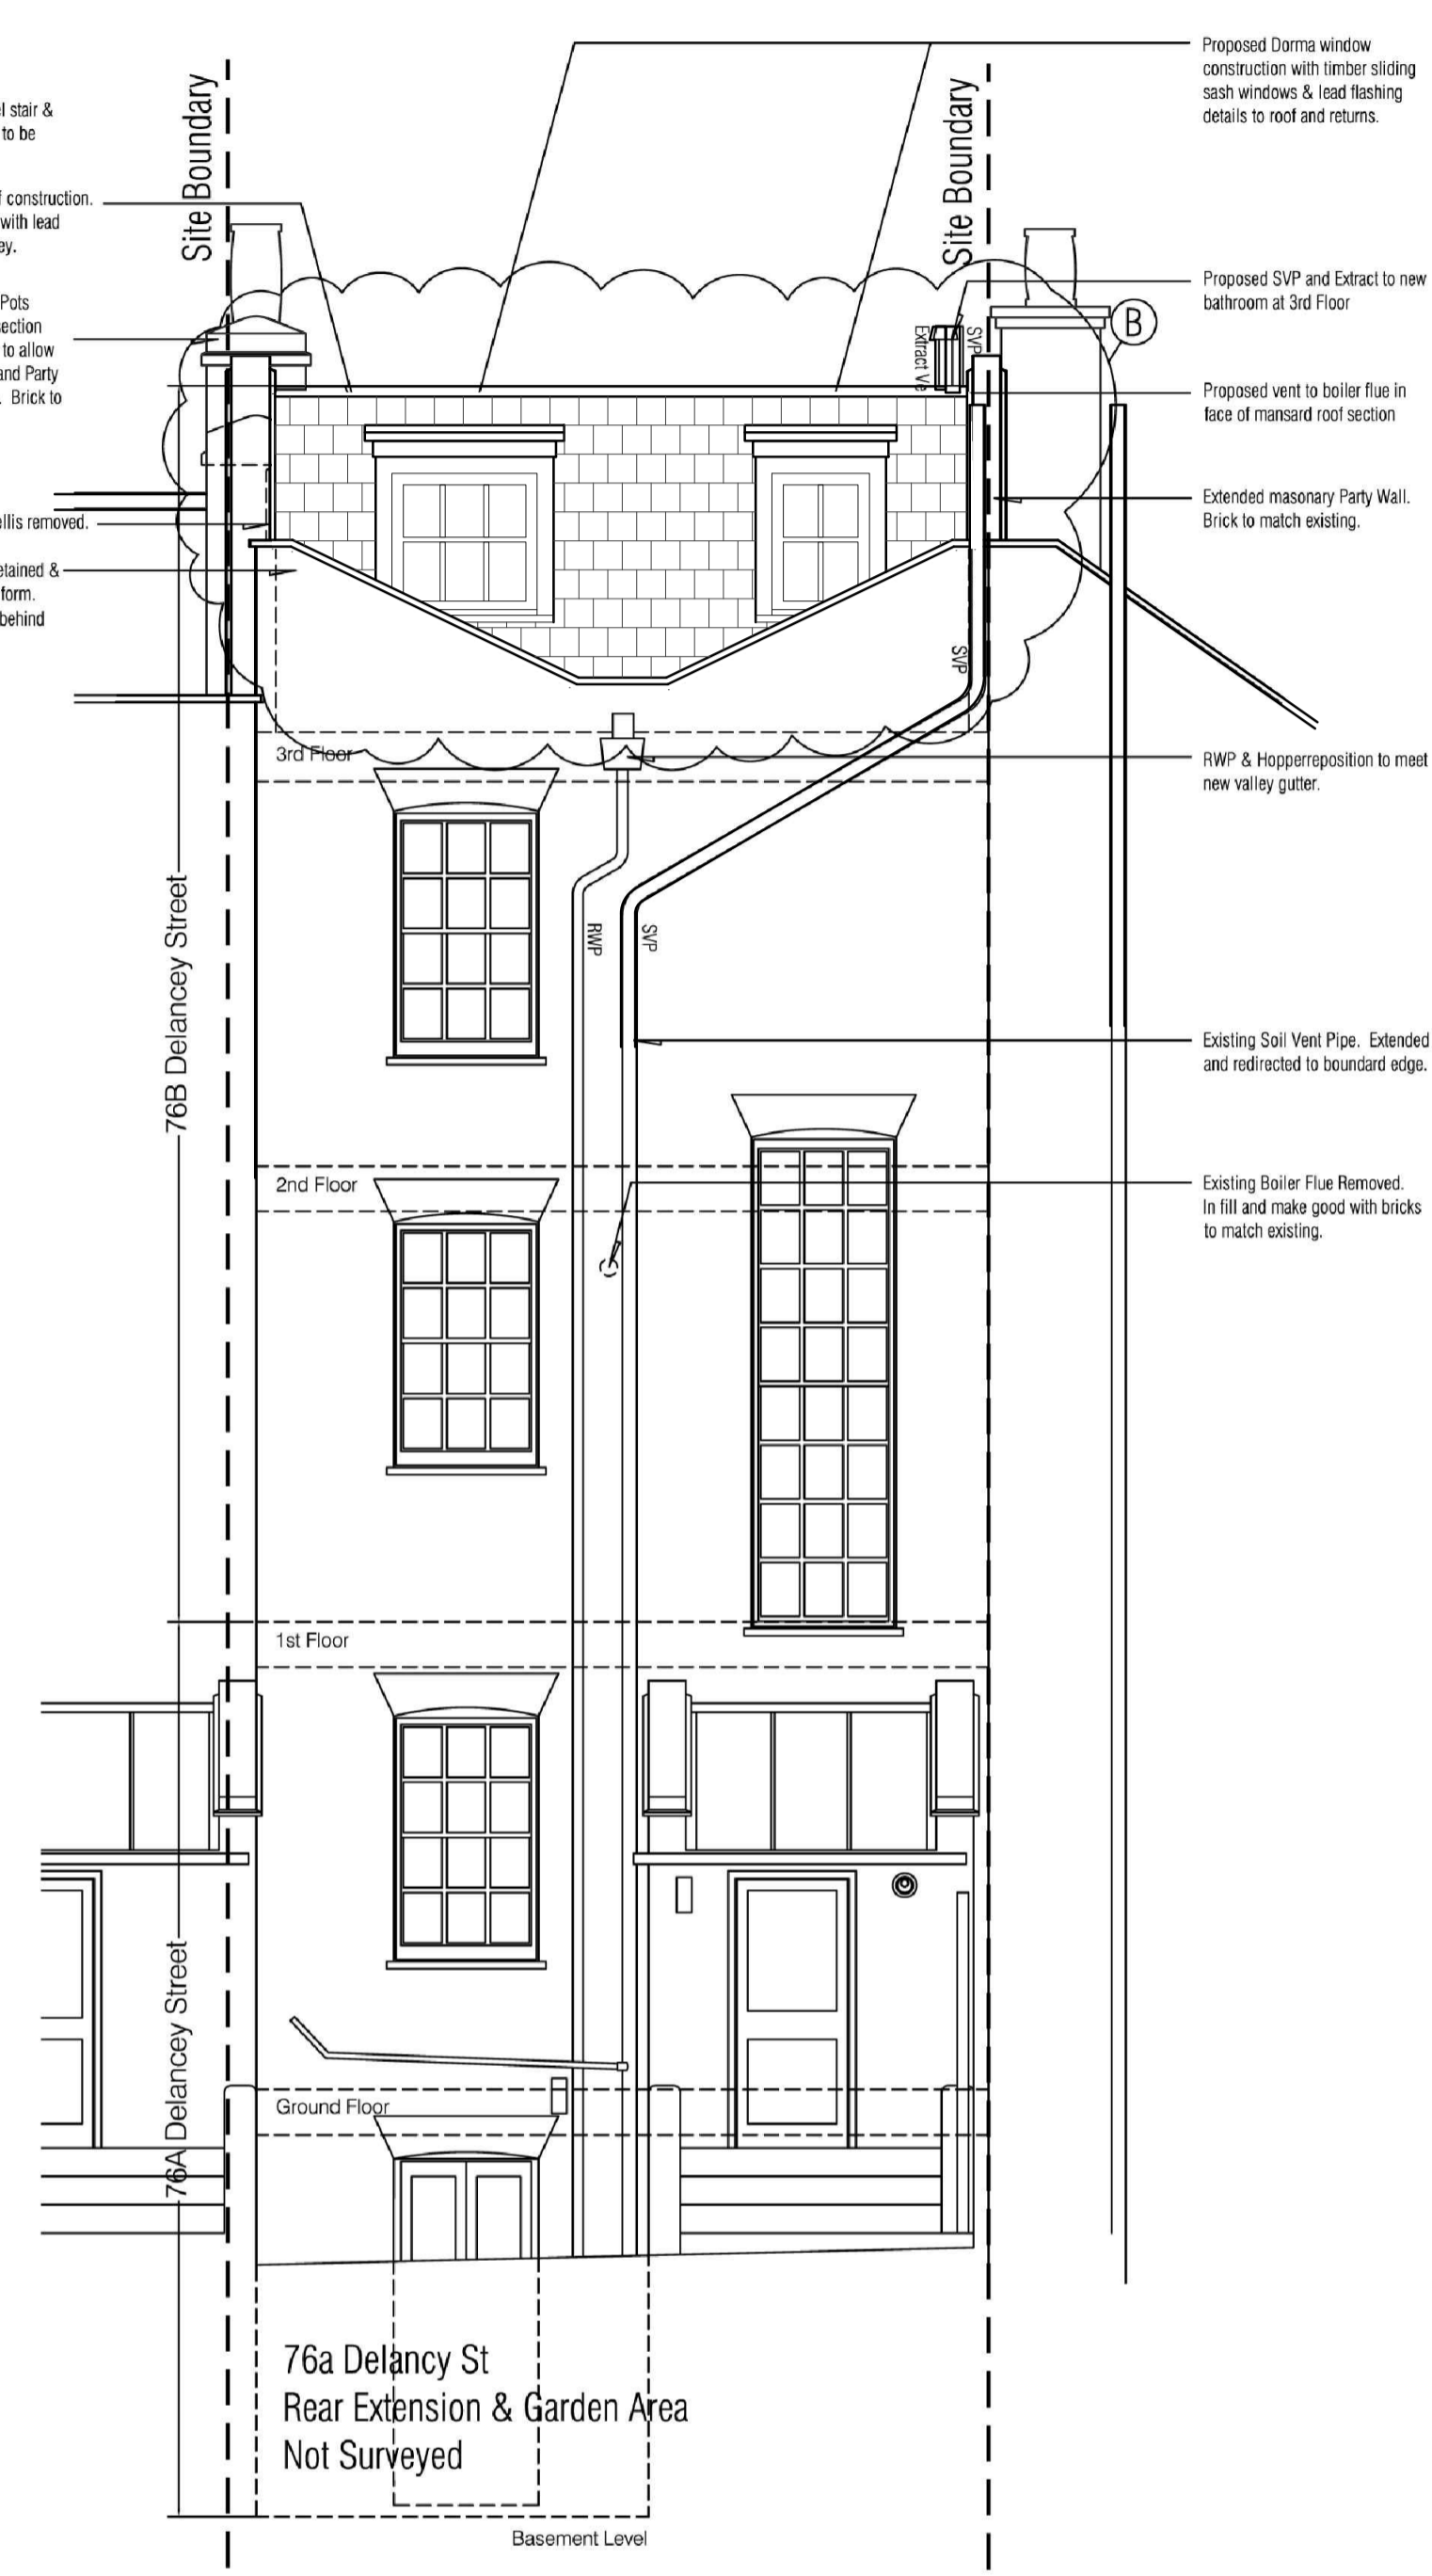 l stair &
to be
Site Boundary
f construction.
with lead
ey.
Pots
section
to allow
and Party
. Brick to
ellis removed.
etained &
form.
behind
Site Boundary
Proposed Dorma window
construction with timber sliding
sash windows & lead flashing
details to roof and returns.
Proposed SVP and Extract to new
bathroom at 3rd Floor
B
Extract Ve
SVP
Proposed vent to boiler flue in
face of mansard roof section
Extended masonary Party Wall.
Brick to match existing.
SVP
3rd Floor
RWP & Hopperreposition to meet
new valley gutter.
76B Delancey Street
RWP
SVP
Existing Soil Vent Pipe. Extended
and redirected to boundard edge.
2nd Floor
Existing Boiler Flue Removed.
In fill and make good with bricks
to match existing.
1st Floor
76A Delancey Street
Ground Floor
76a Delancy St
Rear Extension & Garden Area
Not Surveyed
Basement Level